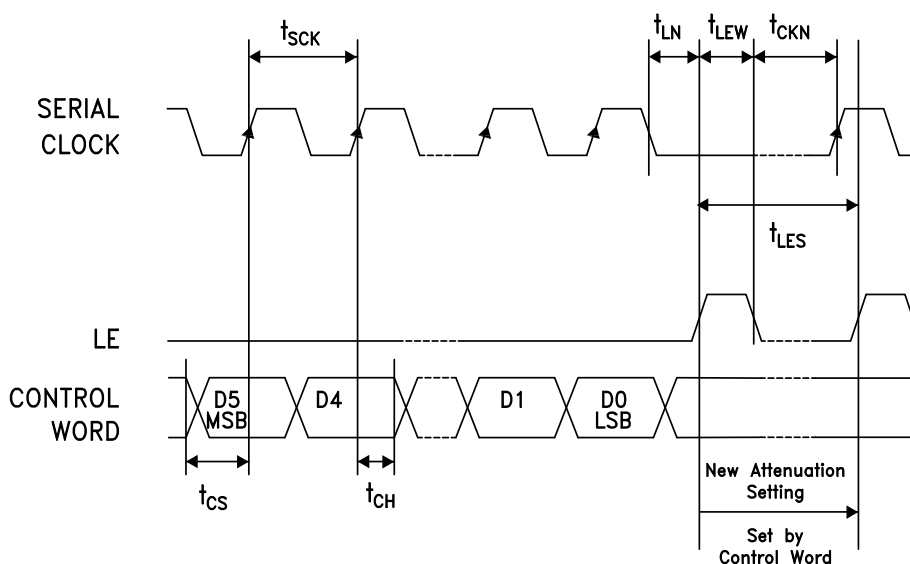 tSCK
tLN
tLEW
tCKN
SERIAL
CLOCK
tLES
LE
CONTROL
WORD
D5
MSB
D4
D1
D0
LSB
tCS
tCH
New Attenuation
Setting
Set by
Control Word